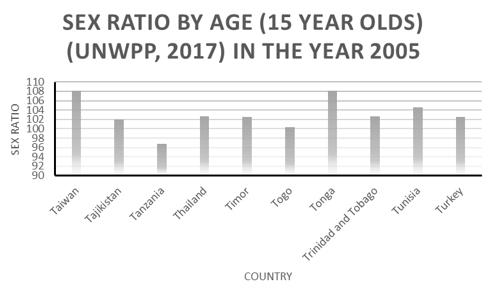 SEX RATIO BY AGE (15 YEAR OLDS)
(UNWPP, 2017) IN THE YEAR 2005
SEX RATIO
110
108
106
104
102
100
98
96
94
92
90
Taiwan
Tajikistan
Tanzania
Thailand
Timor
Togo
Tonga
Trinidad and Tobago
Tunisia
Turkey
COUNTRY